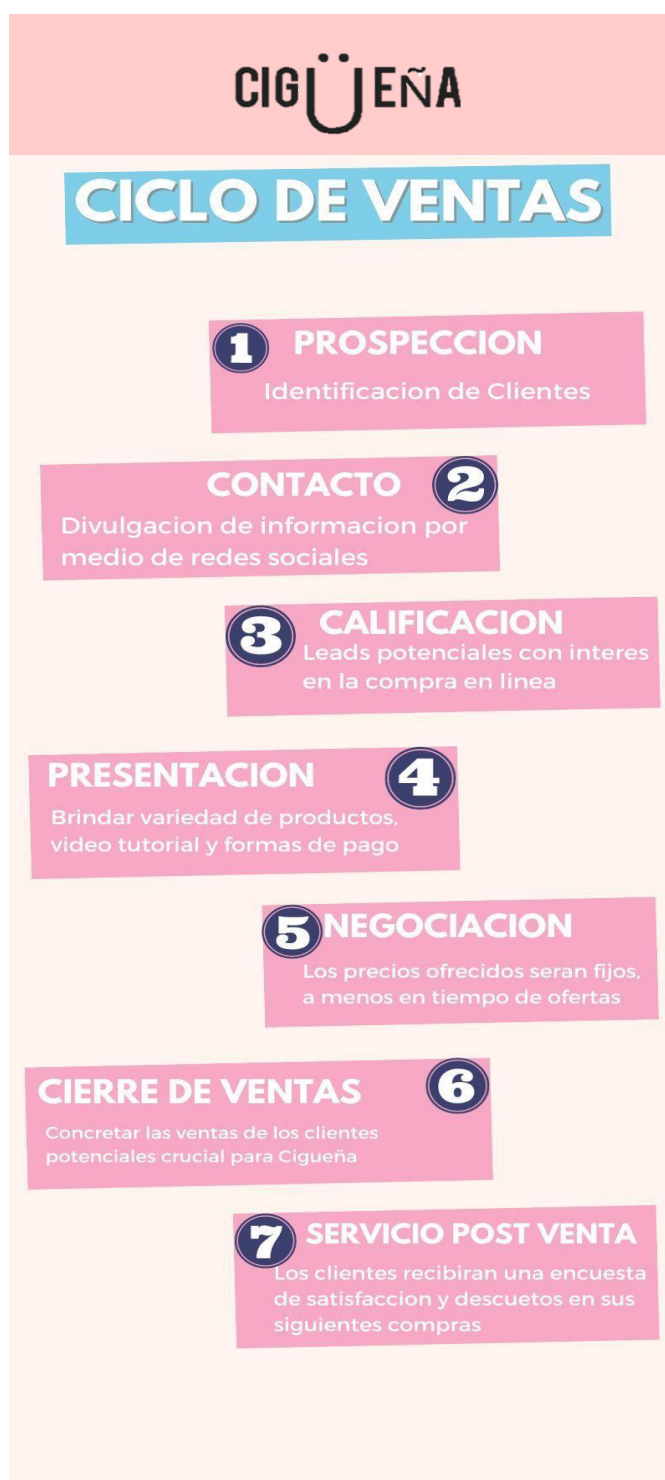 CIGÜEÑA
CICLO DE VENTAS
1 PROSPECCION
Identificacion de Clientes
CONTACTO 2
Divulgacion de informacion por
medio de redes sociales
3 CALIFICACION
Leads potenciales con interes
en la compra en linea
PRESENTACION 4
Brindar variedad de productos,
video tutorial y formas de pago
5 NEGOCIACION
Los precios ofrecidos seran fijos,
a menos en tiempo de ofertas
CIERRE DE VENTAS 6
Concretar las ventas de los clientes
potenciales crucial para Cigueña
7 SERVICIO POST VENTA
Los clientes recibiran una encuesta
de satisfaccion y descuetos en sus
siguientes compras